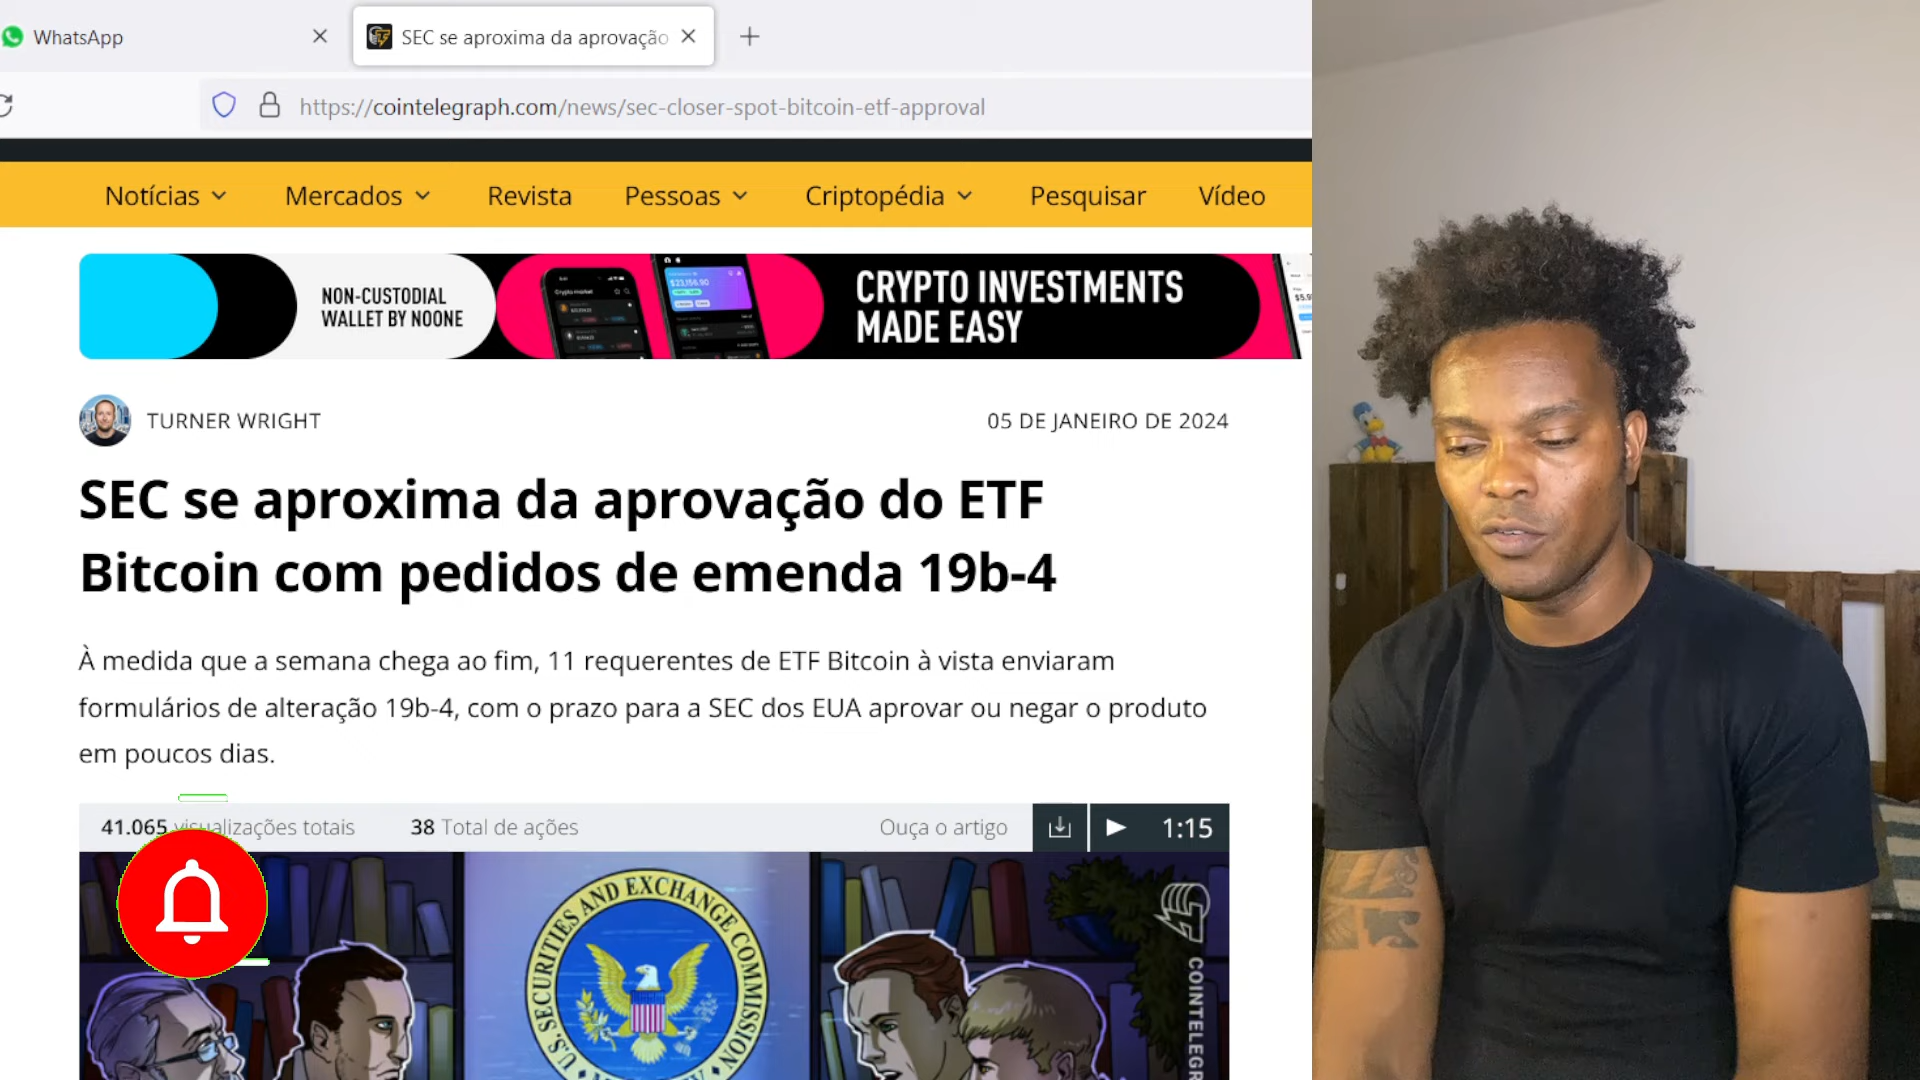 WhatsApp
SEC se aproxima da aprovação
https://cointelegraph.com/news/sec-closer-spot-bitcoin-etf-approval
Notícias Mercados Revista Pessoas Criptopédia Pesquisar Vídeo
NON-CUSTODIAL
WALLET BY NOONE
Crypto market
$23,156.90
CRYPTO INVESTMENTS
MADE EASY
TURNER WRIGHT
05 DE JANEIRO DE 2024
SEC se aproxima da aprovação do ETF
Bitcoin com pedidos de emenda 19b-4
À medida que a semana chega ao fim, 11 requerentes de ETF Bitcoin à vista enviaram
formulários de alteração 19b-4, com o prazo para a SEC dos EUA aprovar ou negar o produto
em poucos dias.
41.065 visualizações totais 38 Total de ações Ouça o artigo 1:15
U.S. SECURITIES AND EXCHANGE COMMISSION
COINTELEGR